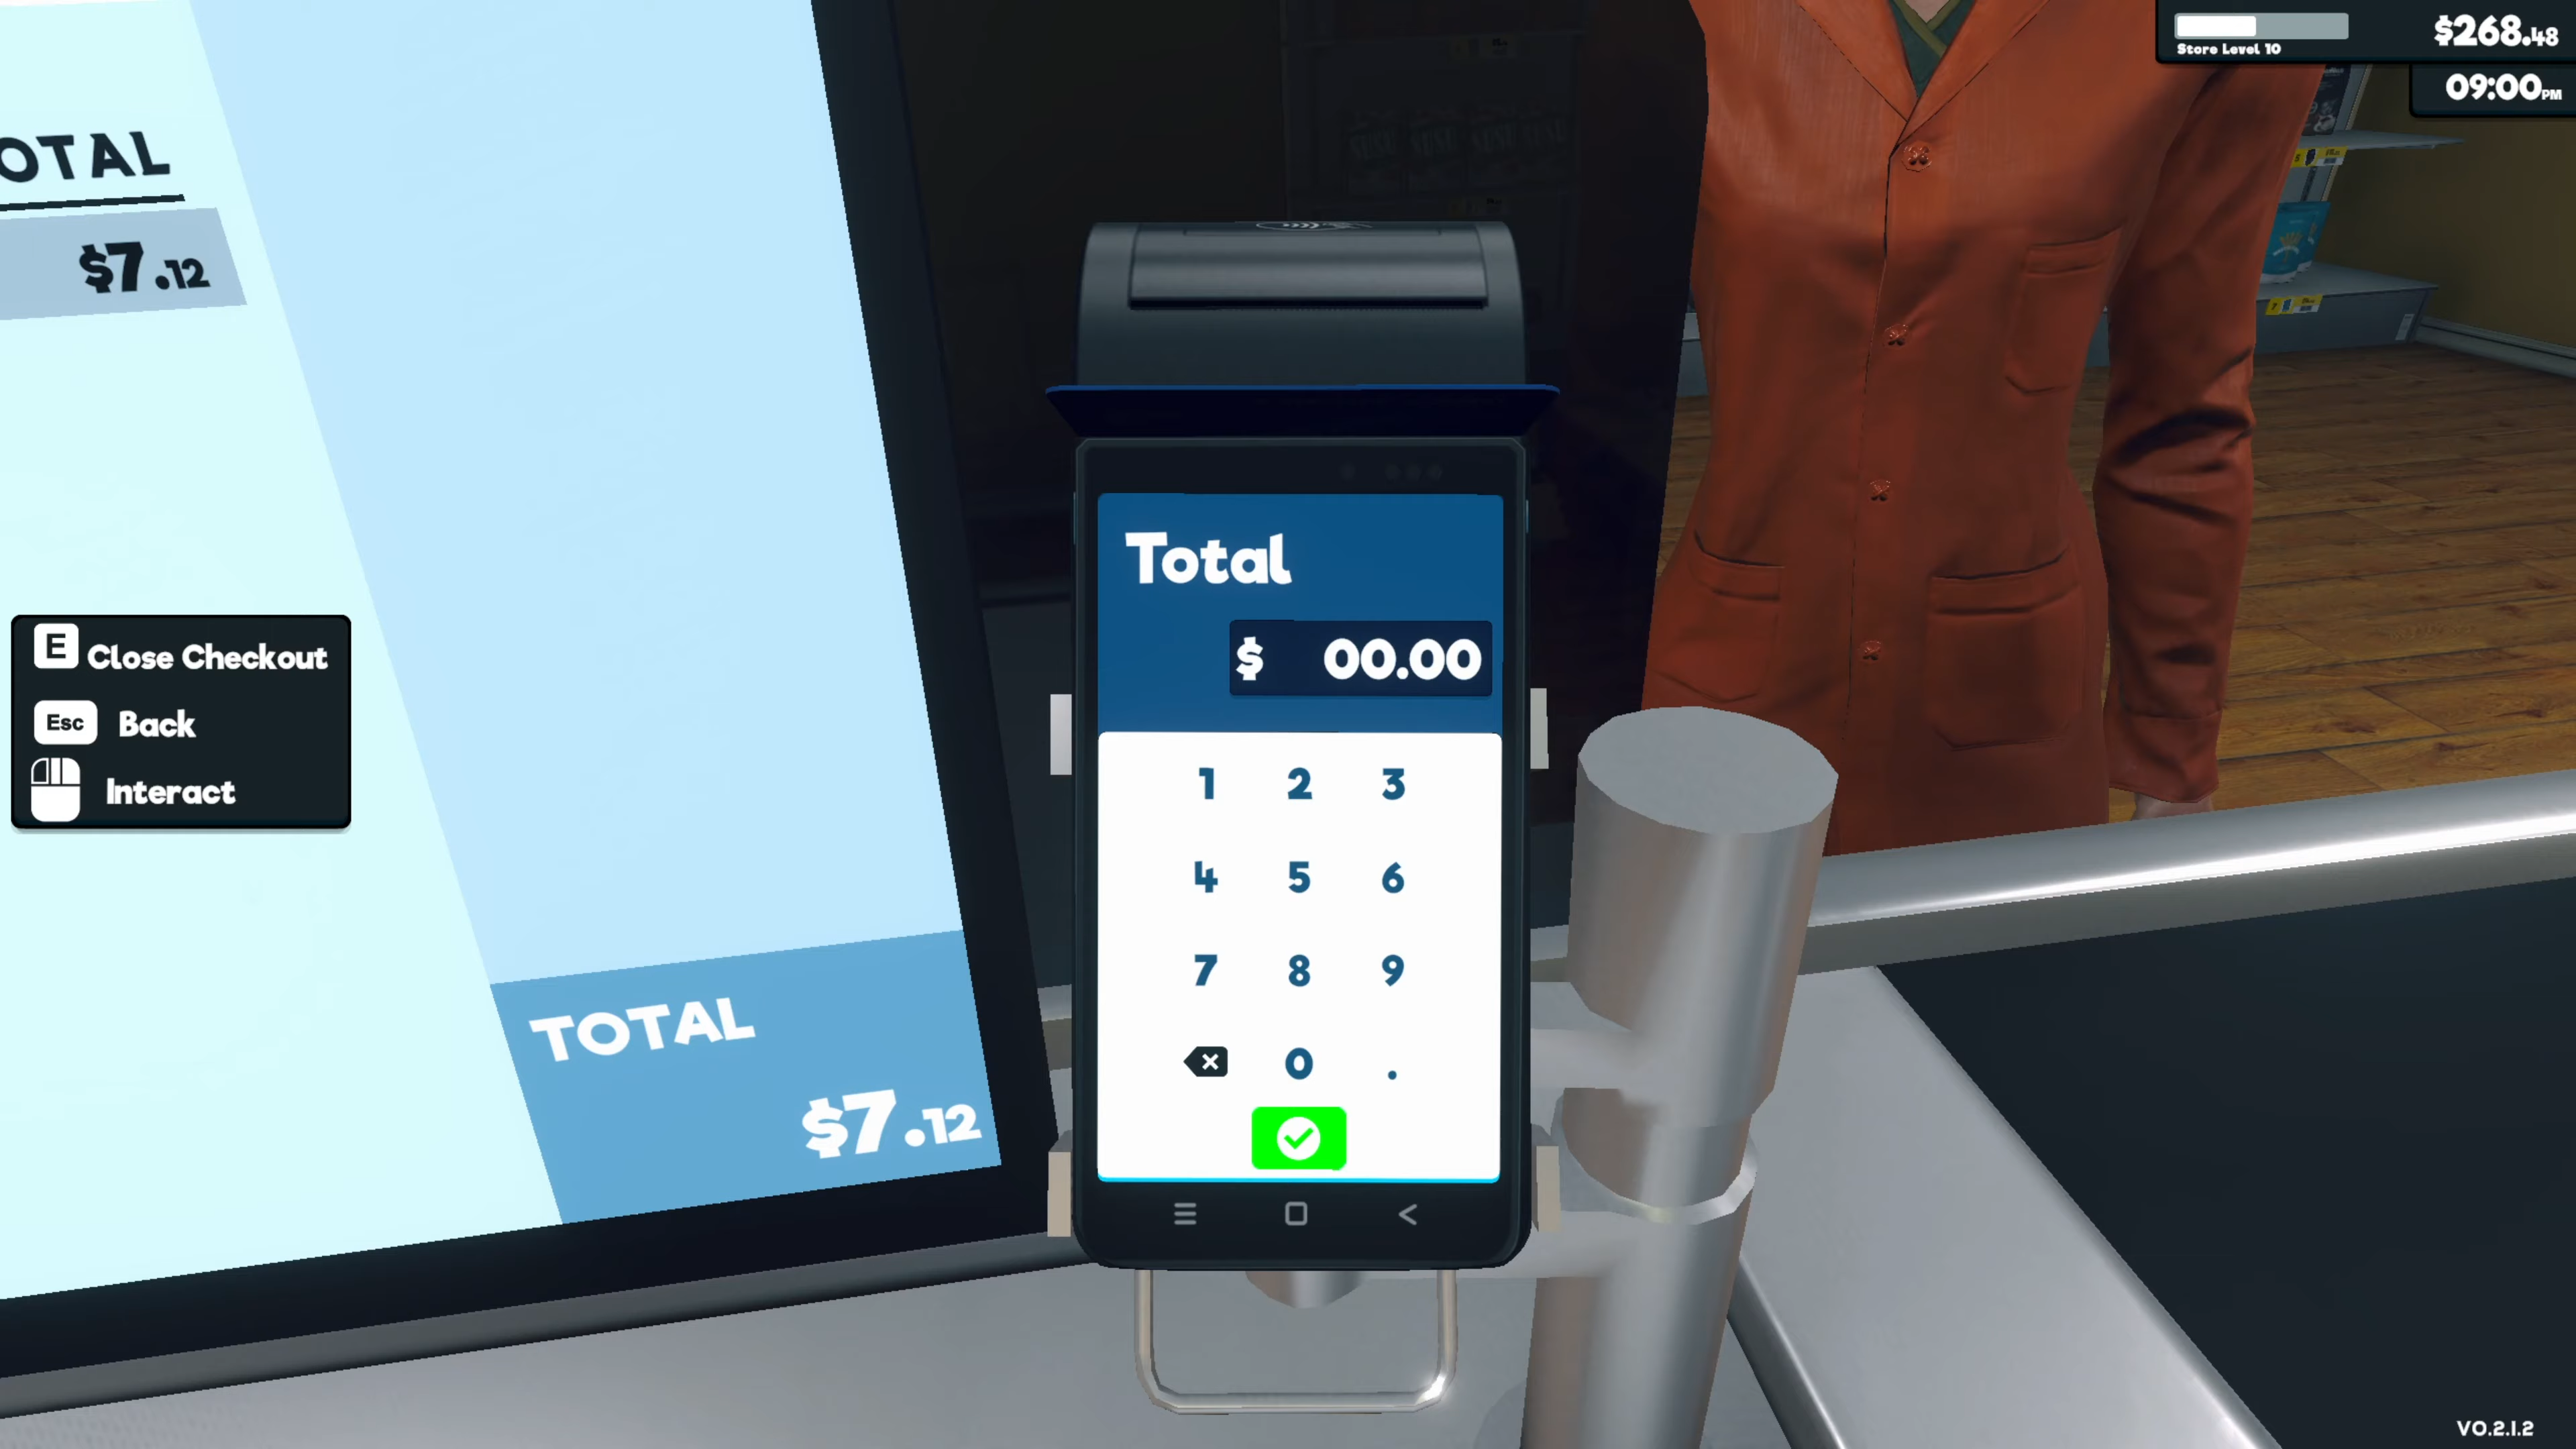 Store Level 10
$268.48
09:00PM
OTAL
$7.12
E Close Checkout
Esc Back
Interact
TOTAL
$7.12
Total
$ 00.00
1 2 3
4 5 6
7 8 9
0 .
V0.2.1.2